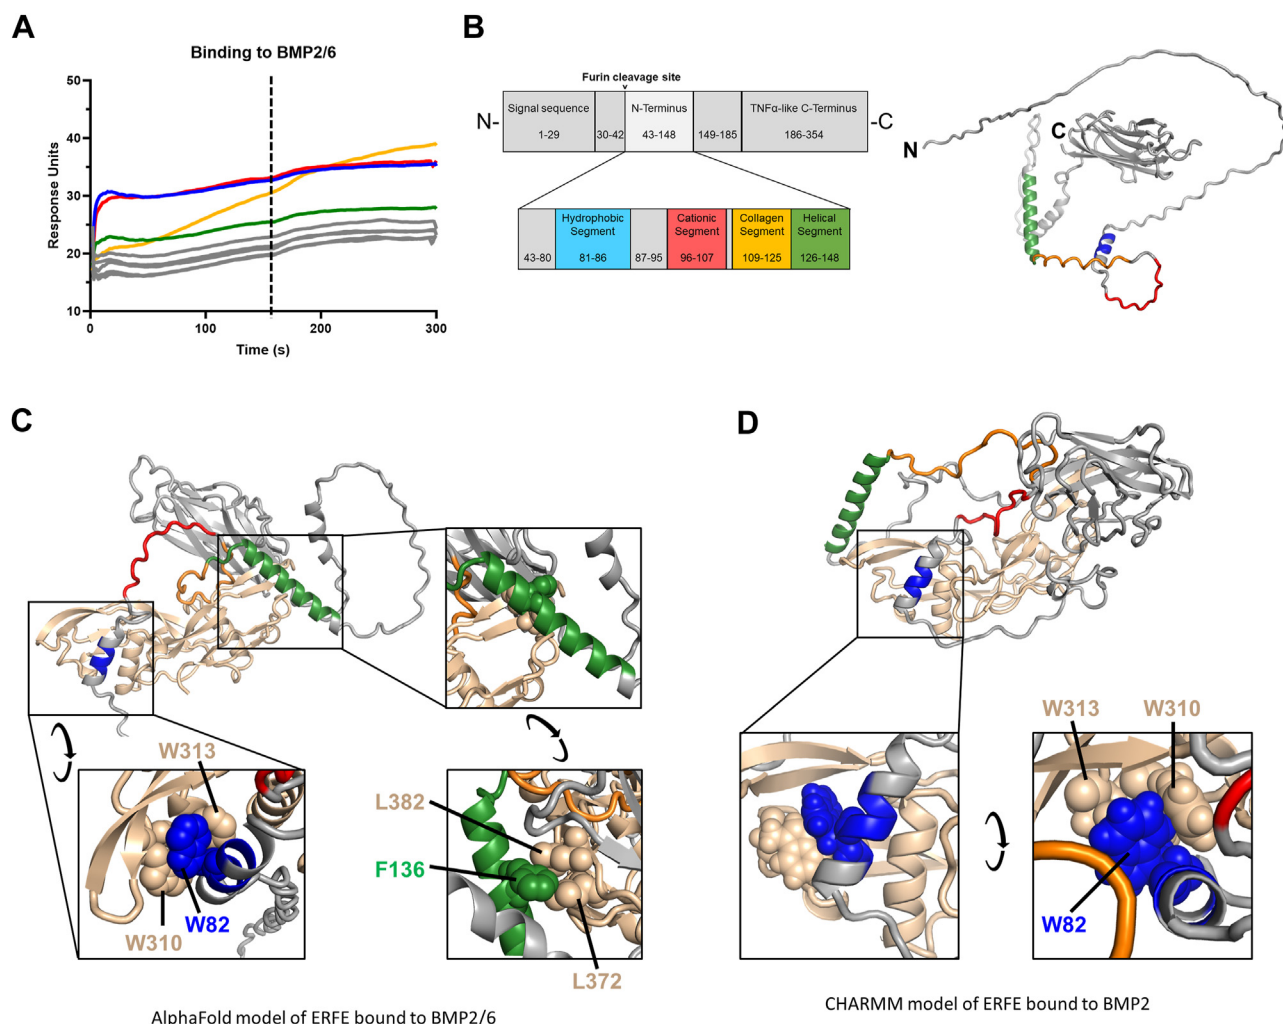 A
Binding to BMP2/6
50
40
30
20
10
Response Units
0
100
200
300
Time (s)
B
Furin cleavage site
N-
Signal sequence
1-29
30-42
N-Terminus
43-148
149-185
TNFα-like C-Terminus
186-354
-C
43-80
Hydrophobic
Segment
81-86
87-95
Cationic
Segment
96-107
Collagen
Segment
109-125
Helical
Segment
126-148
N
C
C
W313
W310
W82
L382
F136
L372
AlphaFold model of ERFE bound to BMP2/6
D
W313
W310
W82
CHARMM model of ERFE bound to BMP2